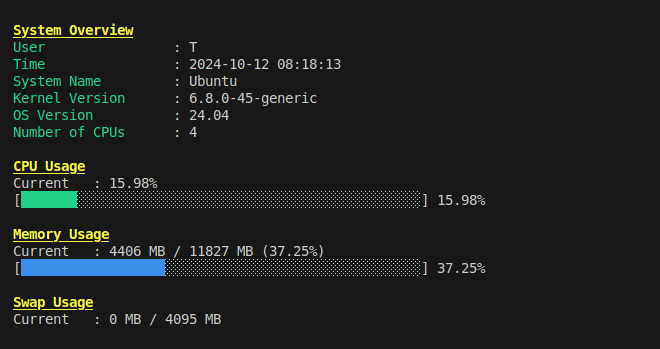 System Overview
User : T
Time : 2024-10-12 08:18:13
System Name : Ubuntu
Kernel Version : 6.8.0-45-generic
OS Version : 24.04
Number of CPUs : 4
CPU Usage
Current : 15.98%
[ ] 15.98%
Memory Usage
Current : 4406 MB / 11827 MB (37.25%)
[ ] 37.25%
Swap Usage
Current : 0 MB / 4095 MB